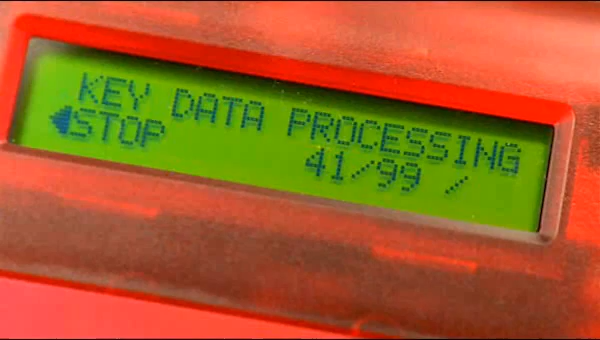 KEY DATA PROCESSING
◀STOP 41/99 /